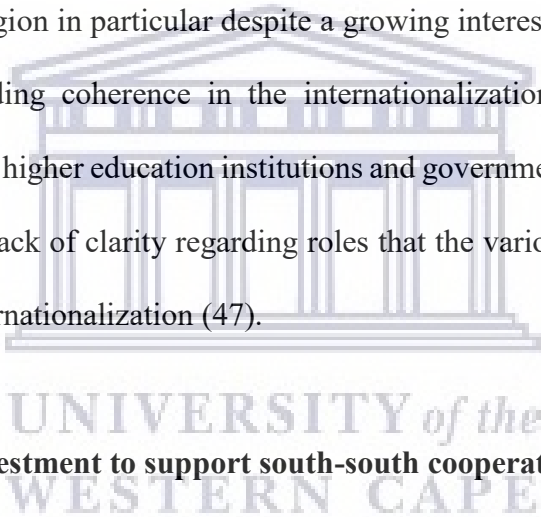 gion in particular despite a growing interes
ding coherence in the internationalization
higher education institutions and governme
ack of clarity regarding roles that the vario
rnationalization (47).
UNIVERSITY of the
estment to support south-south cooperat
WESTERN CAPE